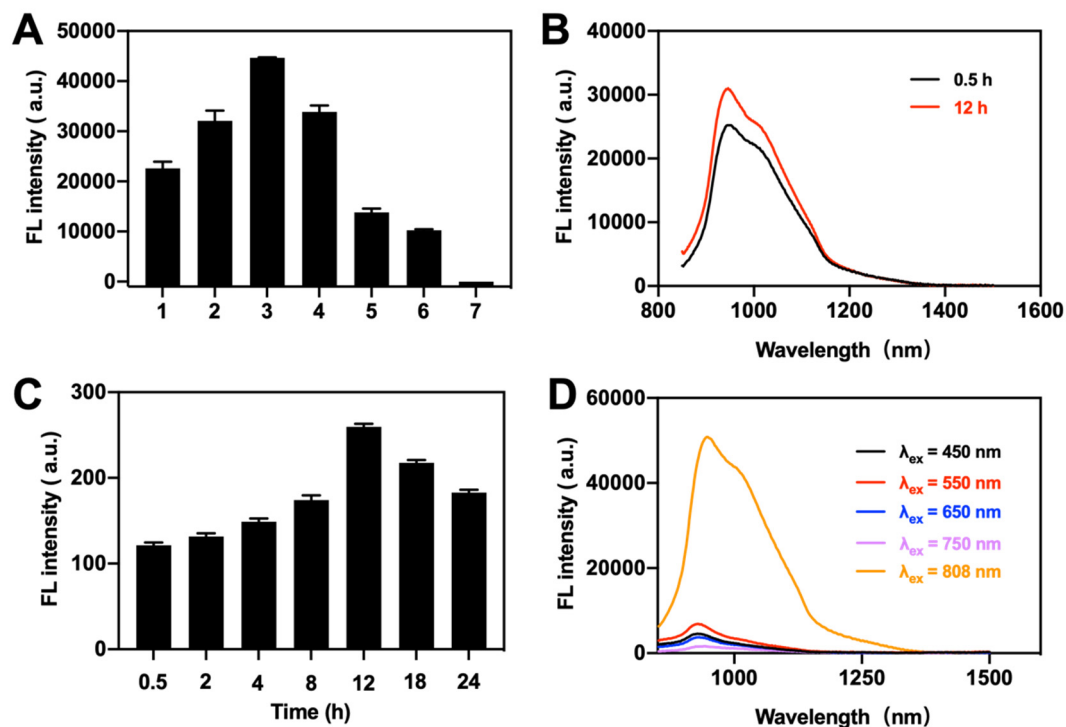 A
FL intensity ( a.u.)
50000
40000
30000
20000
10000
0
1 2 3 4 5 6 7
B
FL intensity ( a.u.)
40000
30000
20000
10000
0
800 1000 1200 1400 1600
Wavelength （nm）
0.5 h
12 h
C
FL intensity ( a.u.)
300
200
100
0
0.5 2 4 8 12 18 24
Time (h)
D
FL intensity ( a.u.)
60000
40000
20000
0
1000 1250 1500
Wavelength （nm）
λex = 450 nm
λex = 550 nm
λex = 650 nm
λex = 750 nm
λex = 808 nm